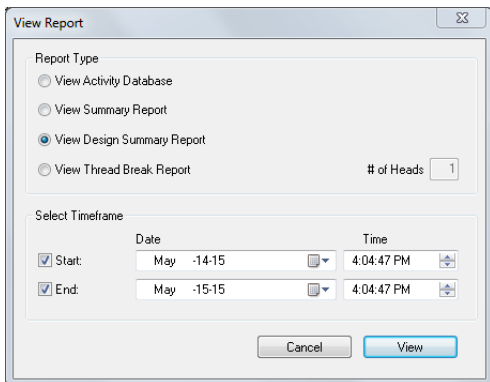 View Report
Report Type
View Activity Database
View Summary Report
View Design Summary Report
View Thread Break Report # of Heads 1
Select Timeframe
Date Time
Start: May -14-15 4:04:47 PM
End: May -15-15 4:04:47 PM
Cancel View